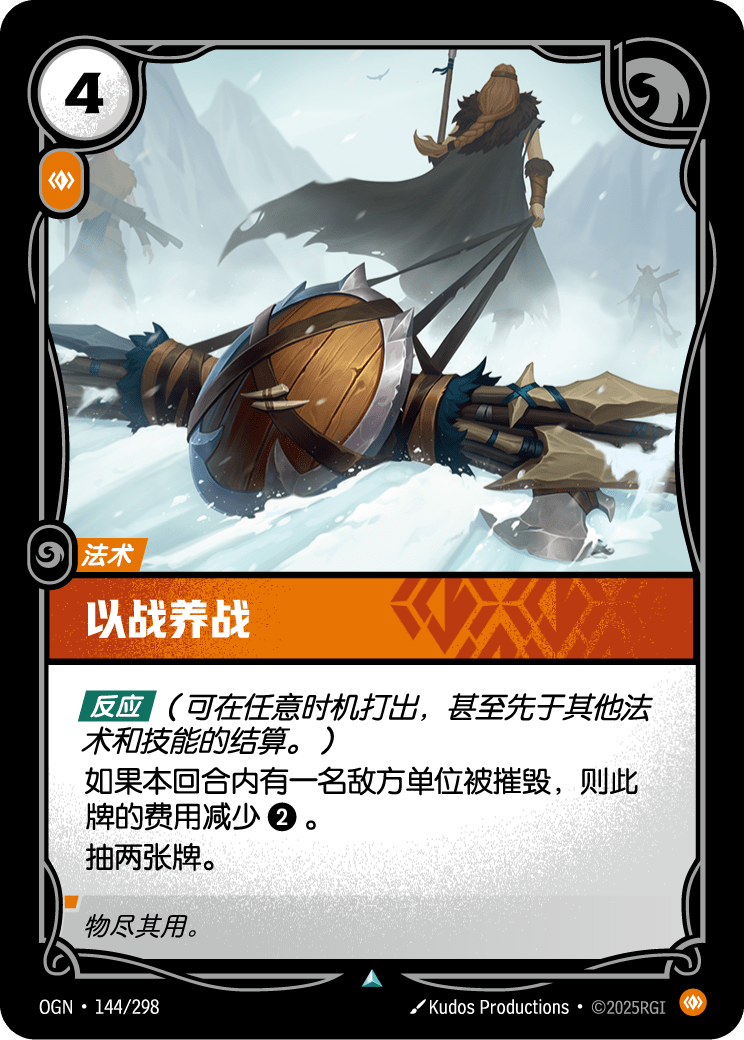 4
法术
以战养战
反应（可在任意时机打出，甚至先于其他法
术和技能的结算。）
如果本回合内有一名敌方单位被摧毁，则此
牌的费用减少 2 。
抽两张牌。
物尽其用。
OGN • 144/298
Kudos Productions • ©2025RGI